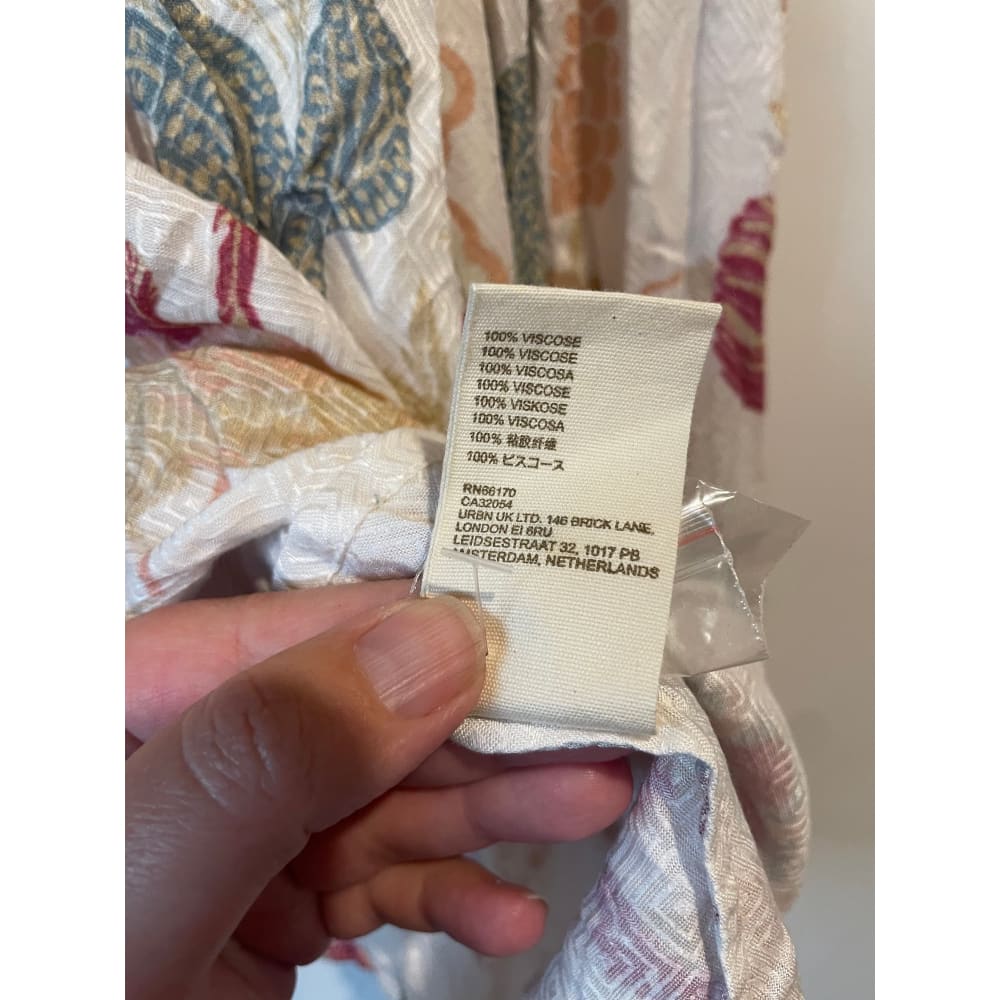 100% VISCOSE
100% VISCOSE
100% VISCOSA
100% VISCOSE
100% VISKOSE
100% VISCOSA
100% 粘胶纤维
100% ビスコース
RN66170
CA32054
URBN UK LTD. 146 BRICK LANE,
LONDON EI 6RU
LEIDSESTRAAT 32, 1017 PB
AMSTERDAM, NETHERLANDS